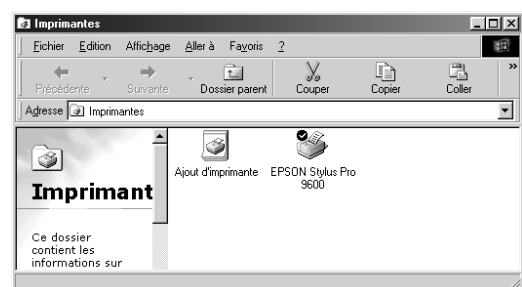 Imprimantes
Fichier Edition Affichage Aller à Favoris ?
Précédente Suivante Dossier parent Couper Copier Coller »
Adresse Imprimantes
Imprimant
Ce dossier
contient les
informations sur
Ajout d'imprimante
EPSON Stylus Pro
9600